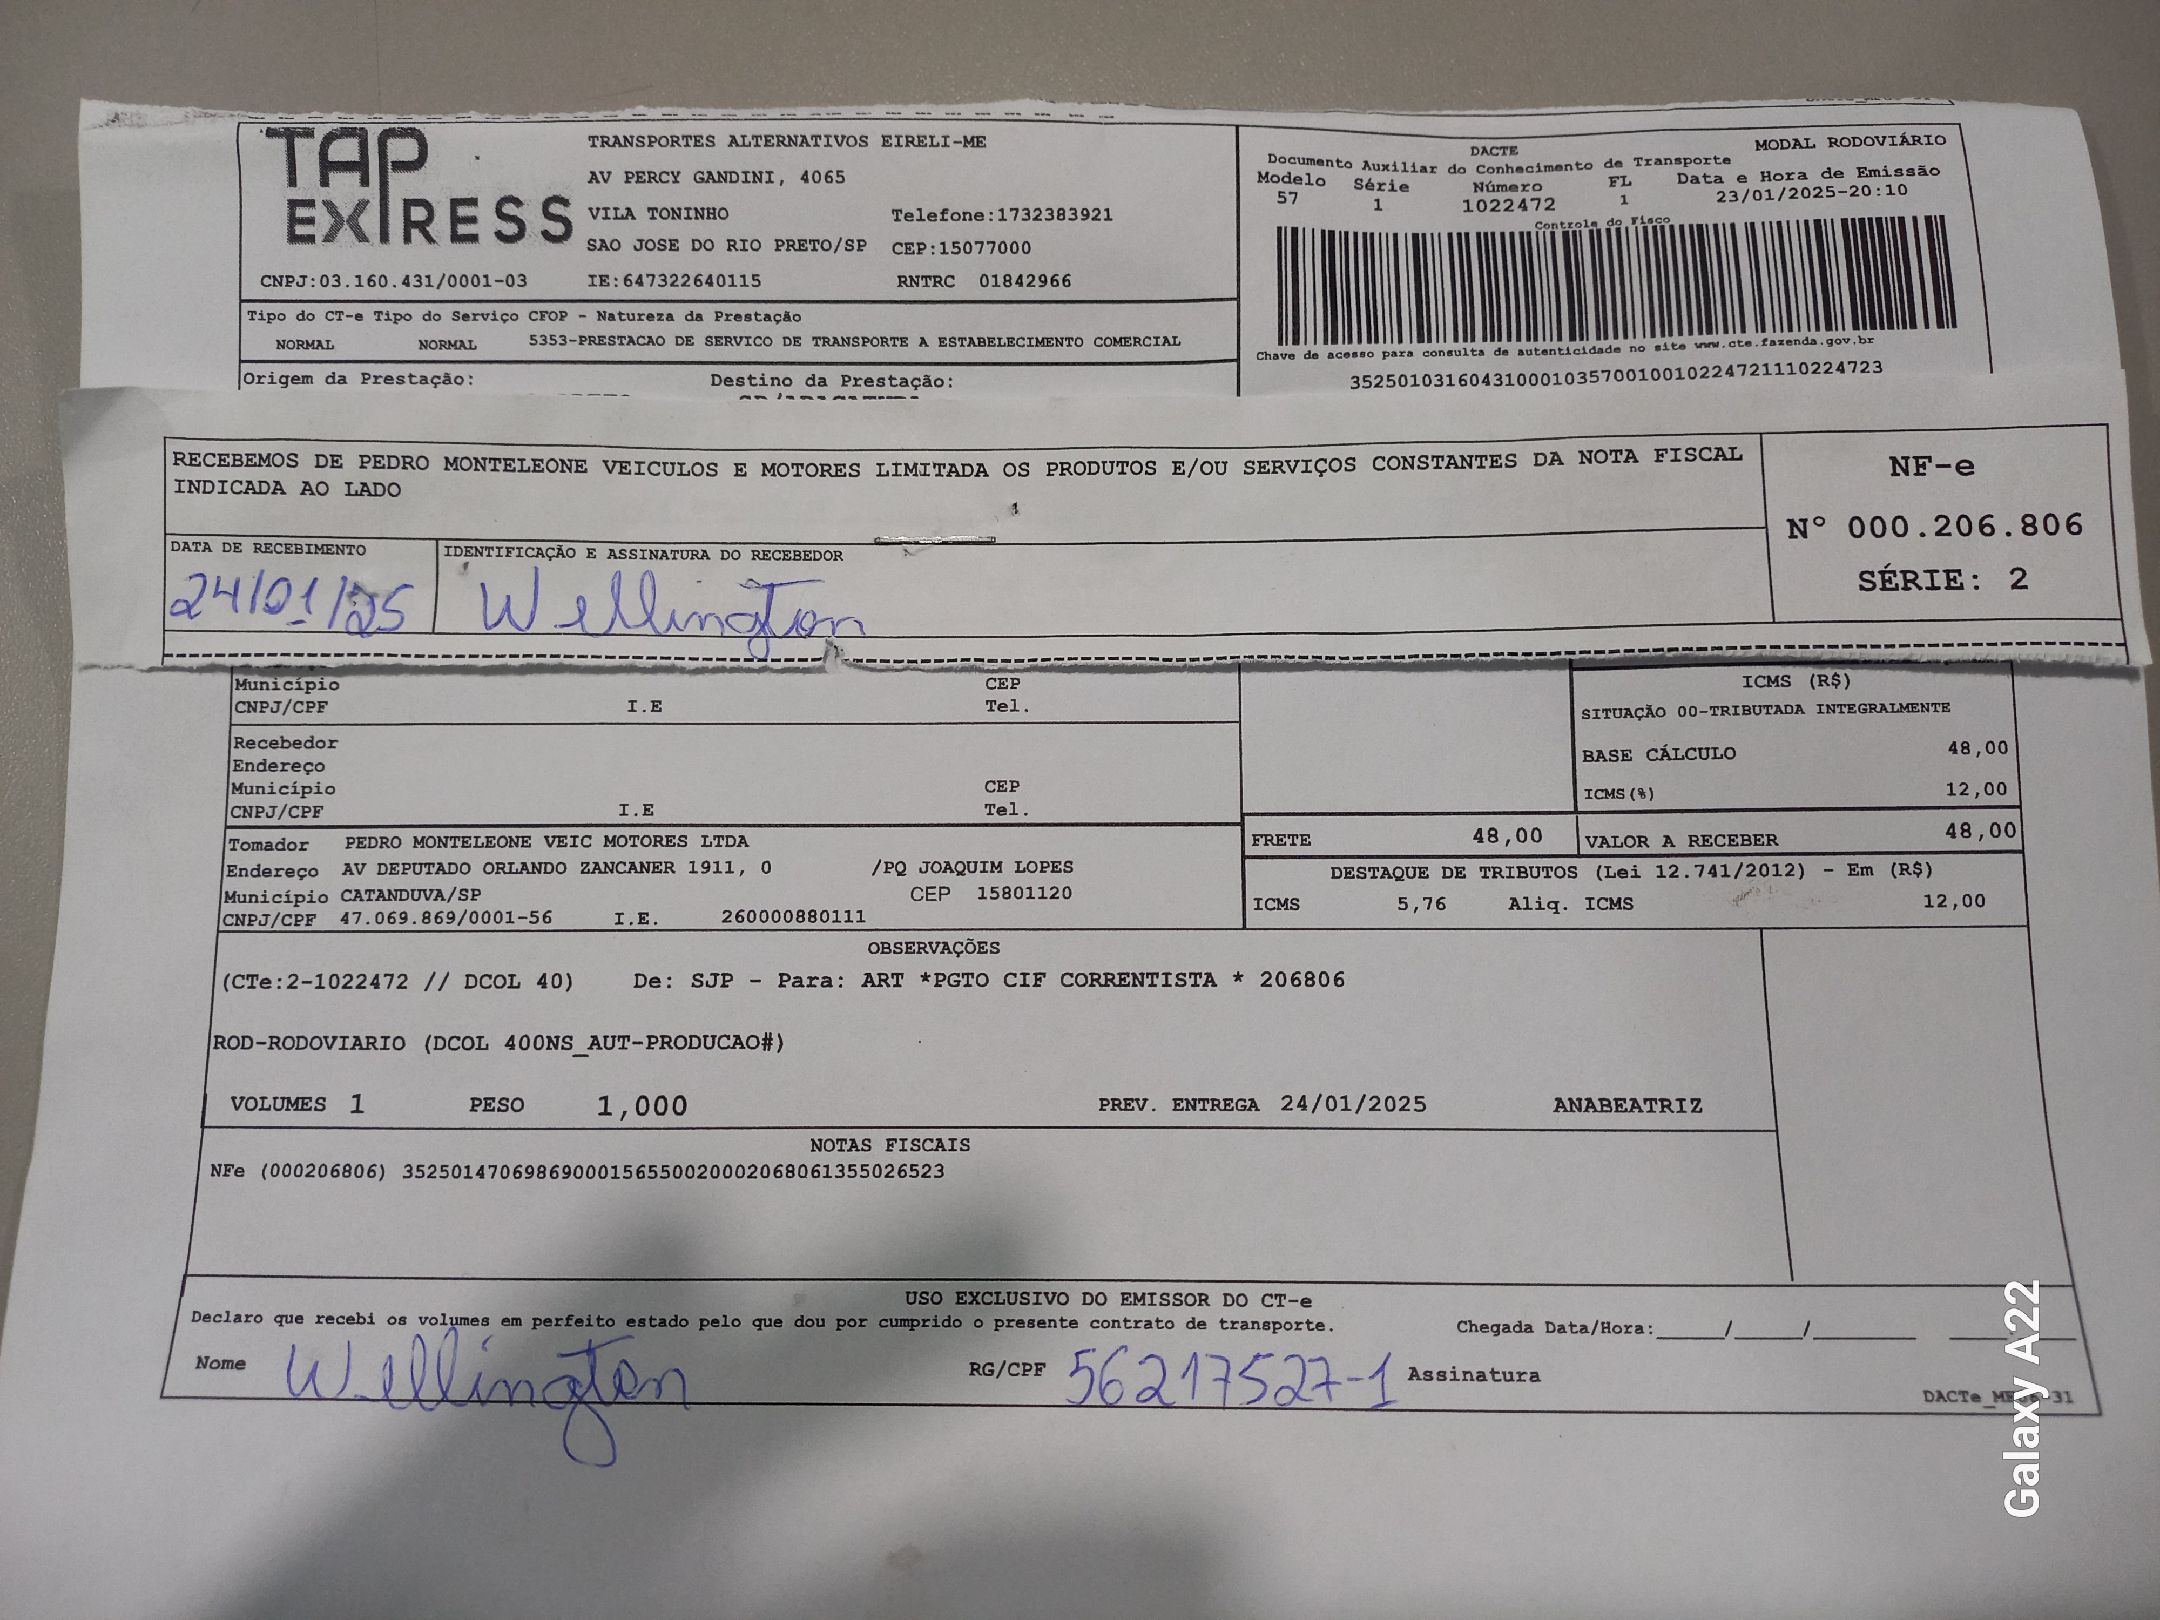 TAP EXPRESS
TRANSPORTES ALTERNATIVOS EIRELI-ME
AV PERCY GANDINI, 4065
VILA TONINHO Telefone:1732383921
SAO JOSE DO RIO PRETO/SP CEP:15077000
CNPJ:03.160.431/0001-03 IE:647322640115 RNTRC 01842966
DACTE MODAL RODOVIÁRIO
Documento Auxiliar do Conhecimento de Transporte
Modelo Série Número FL Data e Hora de Emissão
57 1 1022472 1 23/01/2025-20:10
Controle do Fisco
Chave de acesso para consulta de autenticidade no site www.cte.fazenda.gov.br
35250103160431000103570010010224721110224723
Tipo do CT-e Tipo do Serviço CFOP - Natureza da Prestação
NORMAL NORMAL 5353-PRESTACAO DE SERVICO DE TRANSPORTE A ESTABELECIMENTO COMERCIAL
Origem da Prestação: Destino da Prestação:
RECEBEMOS DE PEDRO MONTELEONE VEICULOS E MOTORES LIMITADA OS PRODUTOS E/OU SERVIÇOS CONSTANTES DA NOTA FISCAL
INDICADA AO LADO
DATA DE RECEBIMENTO IDENTIFICAÇÃO E ASSINATURA DO RECEBEDOR
24/01/25 Wellington
NF-e
Nº 000.206.806
SÉRIE: 2
Município CEP
CNPJ/CPF I.E Tel.
Recebedor
Endereço
Município CEP
CNPJ/CPF I.E Tel.
ICMS (R$)
SITUAÇÃO 00-TRIBUTADA INTEGRALMENTE
BASE CÁLCULO 48,00
ICMS(%) 12,00
FRETE 48,00 VALOR A RECEBER 48,00
Tomador PEDRO MONTELEONE VEIC MOTORES LTDA
Endereço AV DEPUTADO ORLANDO ZANCANER 1911, 0 /PQ JOAQUIM LOPES
Município CATANDUVA/SP CEP 15801120
CNPJ/CPF 47.069.869/0001-56 I.E. 260000880111
DESTAQUE DE TRIBUTOS (Lei 12.741/2012) - Em (R$)
ICMS 5,76 Aliq. ICMS 12,00
OBSERVAÇÕES
(CTe:2-1022472 // DCOL 40) De: SJP - Para: ART *PGTO CIF CORRENTISTA * 206806
ROD-RODOVIARIO (DCOL 400NS_AUT-PRODUCAO#)
VOLUMES 1 PESO 1,000 PREV. ENTREGA 24/01/2025 ANABEATRIZ
NOTAS FISCAIS
NFe (000206806) 35250147069869000156550020002068061355026523
USO EXCLUSIVO DO EMISSOR DO CT-e
Declaro que recebi os volumes em perfeito estado pelo que dou por cumprido o presente contrato de transporte. Chegada Data/Hora:_____/_____/_____ _____
Nome Wellington RG/CPF 56217527-1 Assinatura
Galaxy A22